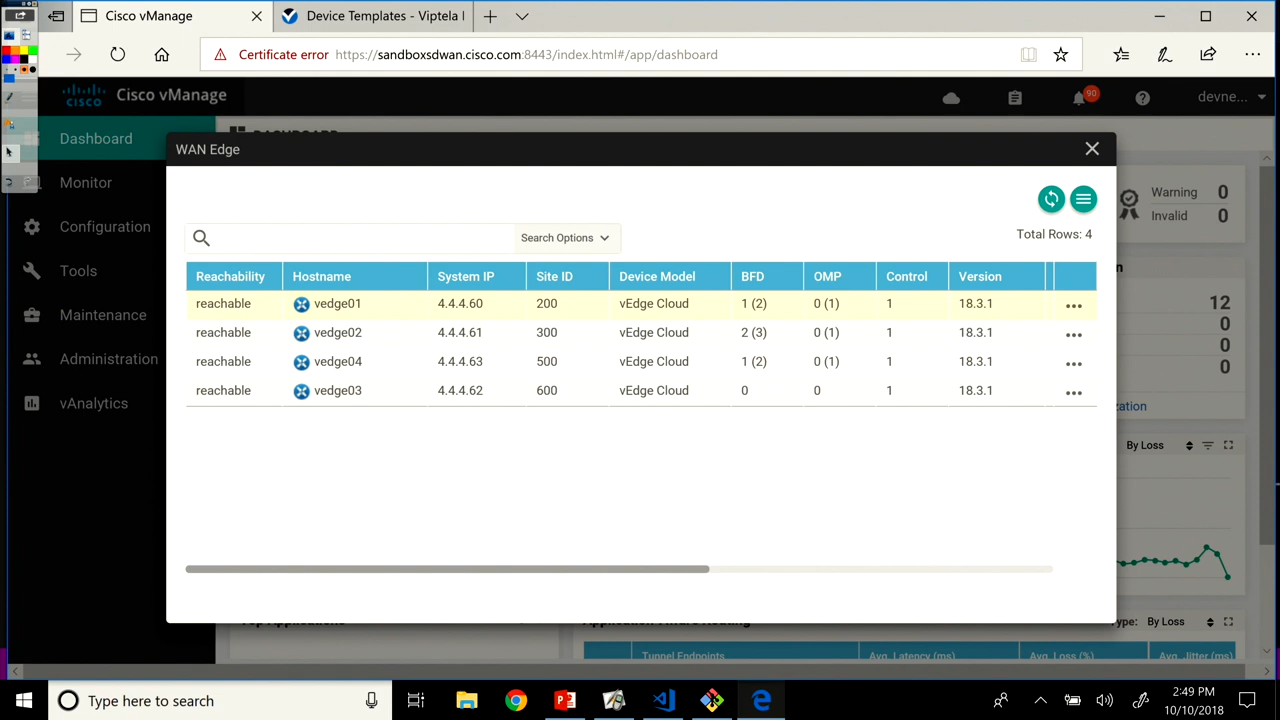 Cisco vManage
Device Templates - Viptela
Certificate error https://sandboxsdwan.cisco.com:8443/index.html#/app/dashboard
CISCO Cisco vManage
90
devne...
Dashboard
DASHBOARD
Monitor
Configuration
Tools
Maintenance
Administration
vAnalytics
WAN Edge
Warning 0
Invalid 0
Search Options
Total Rows: 4
Reachability Hostname System IP Site ID Device Model BFD OMP Control Version
reachable vedge01 4.4.4.60 200 vEdge Cloud 1 (2) 0 (1) 1 18.3.1 ...
reachable vedge02 4.4.4.61 300 vEdge Cloud 2 (3) 0 (1) 1 18.3.1 ...
reachable vedge04 4.4.4.63 500 vEdge Cloud 1 (2) 0 (1) 1 18.3.1 ...
reachable vedge03 4.4.4.62 600 vEdge Cloud 0 0 1 18.3.1 ...
12
0
0
0
By Loss
Type: By Loss
Tunnel Endpoints Avg. Latency (ms) Avg. Loss (%) Avg. Jitter (ms)
Type here to search
2:49 PM
10/10/2018